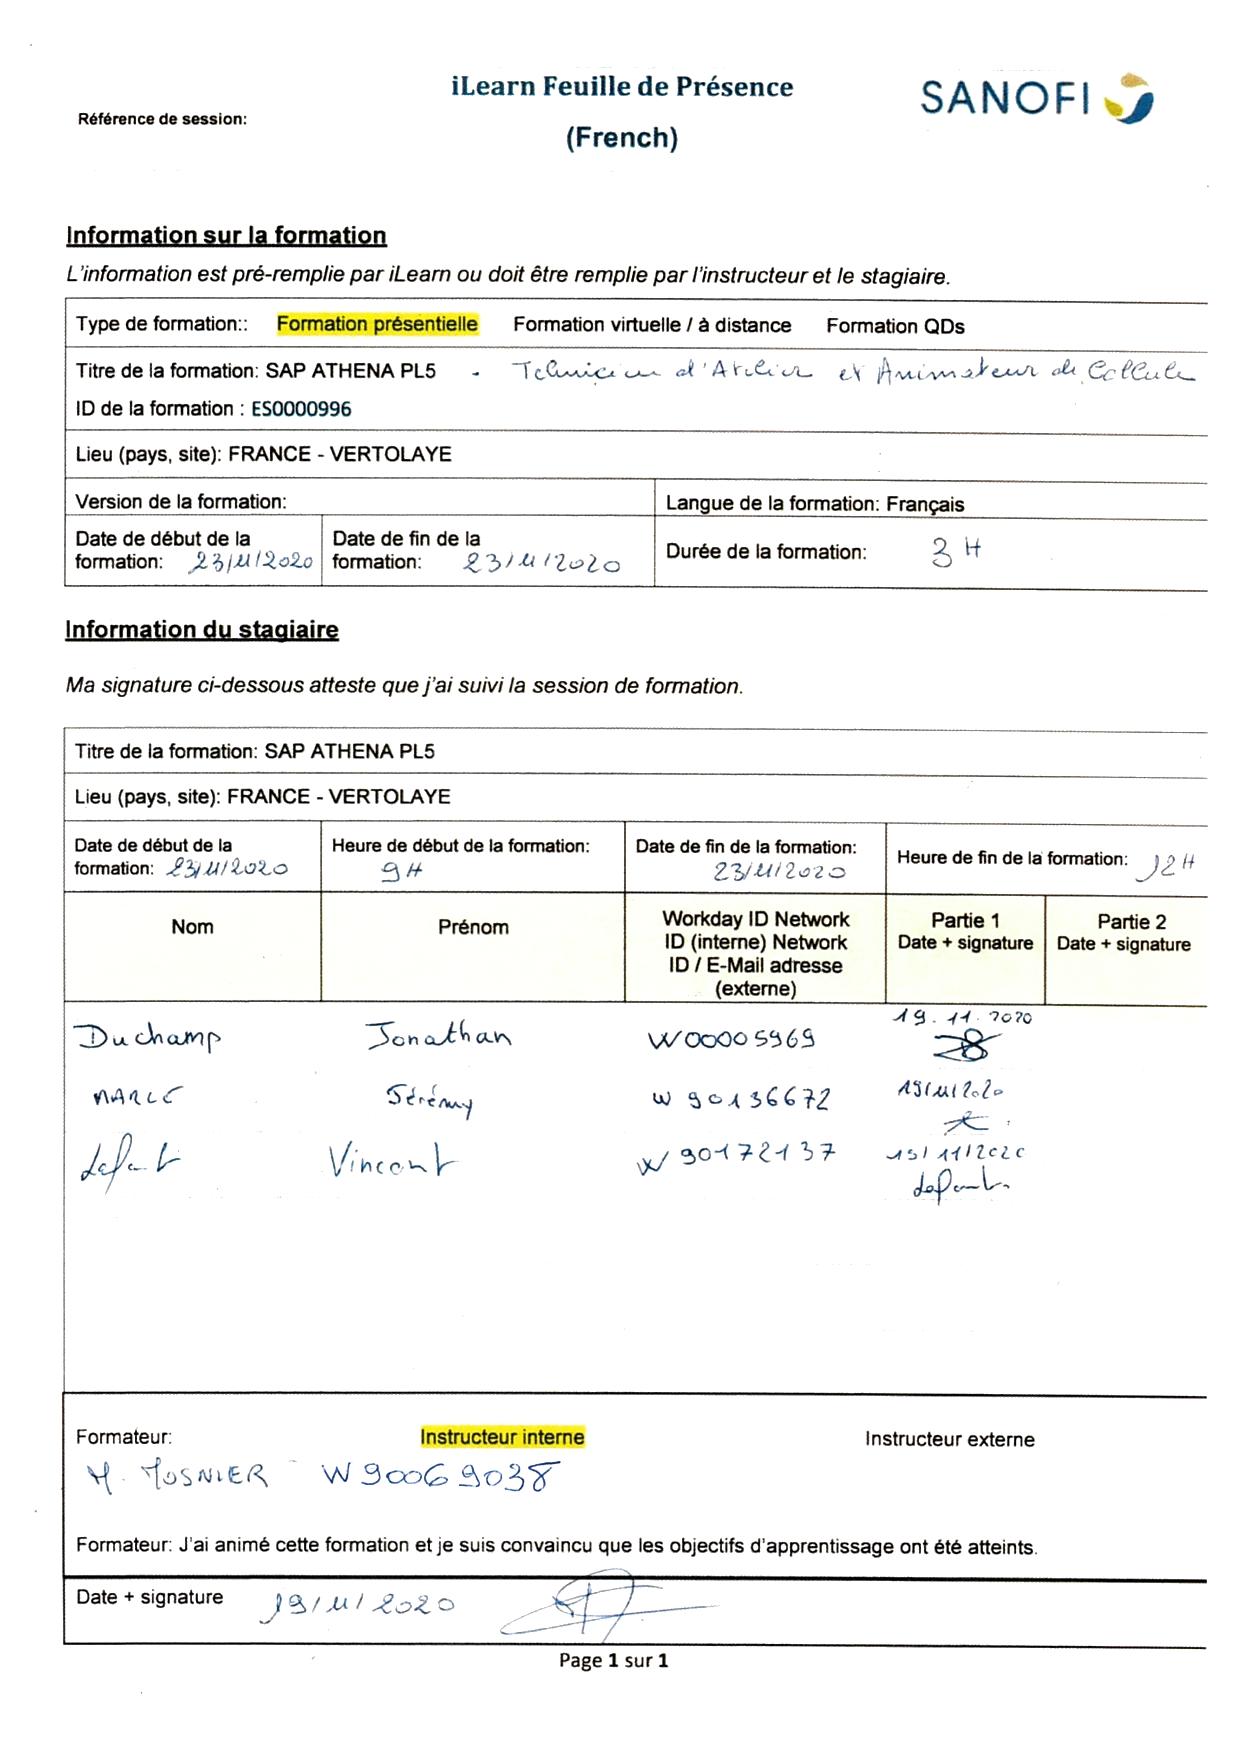 iLearn Feuille de Présence
(French)
SANOFI
Référence de session:
Information sur la formation
L'information est pré-remplie par iLearn ou doit être remplie par l'instructeur et le stagiaire.
Type de formation:: Formation présentielle Formation virtuelle / à distance Formation QDs
Titre de la formation: SAP ATHENA PL5 - Technicien d'Atelier et Animateur de Cellule
ID de la formation : ES0000996
Lieu (pays, site): FRANCE - VERTOLAYE
Version de la formation:
Langue de la formation: Français
Date de début de la
formation: 23/11/2020
Date de fin de la
formation: 23/11/2020
Durée de la formation: 3 H
Information du stagiaire
Ma signature ci-dessous atteste que j'ai suivi la session de formation.
Titre de la formation: SAP ATHENA PL5
Lieu (pays, site): FRANCE - VERTOLAYE
Date de début de la
formation: 23/11/2020
Heure de début de la formation:
9H
Date de fin de la formation:
23/11/2020
Heure de fin de la formation: 12H
Nom
Prénom
Workday ID Network
ID (interne) Network
ID / E-Mail adresse
(externe)
Partie 1
Date + signature
Partie 2
Date + signature
Duchamp Jonathan W00005969 19.11.2020
Jérémy W90136672 19/11/2020
Vincent W90172137 19/11/2020
Formateur: Instructeur interne Instructeur externe
M. MOSNIER W90069038
Formateur: J'ai animé cette formation et je suis convaincu que les objectifs d'apprentissage ont été atteints.
Date + signature 19/11/2020
Page 1 sur 1